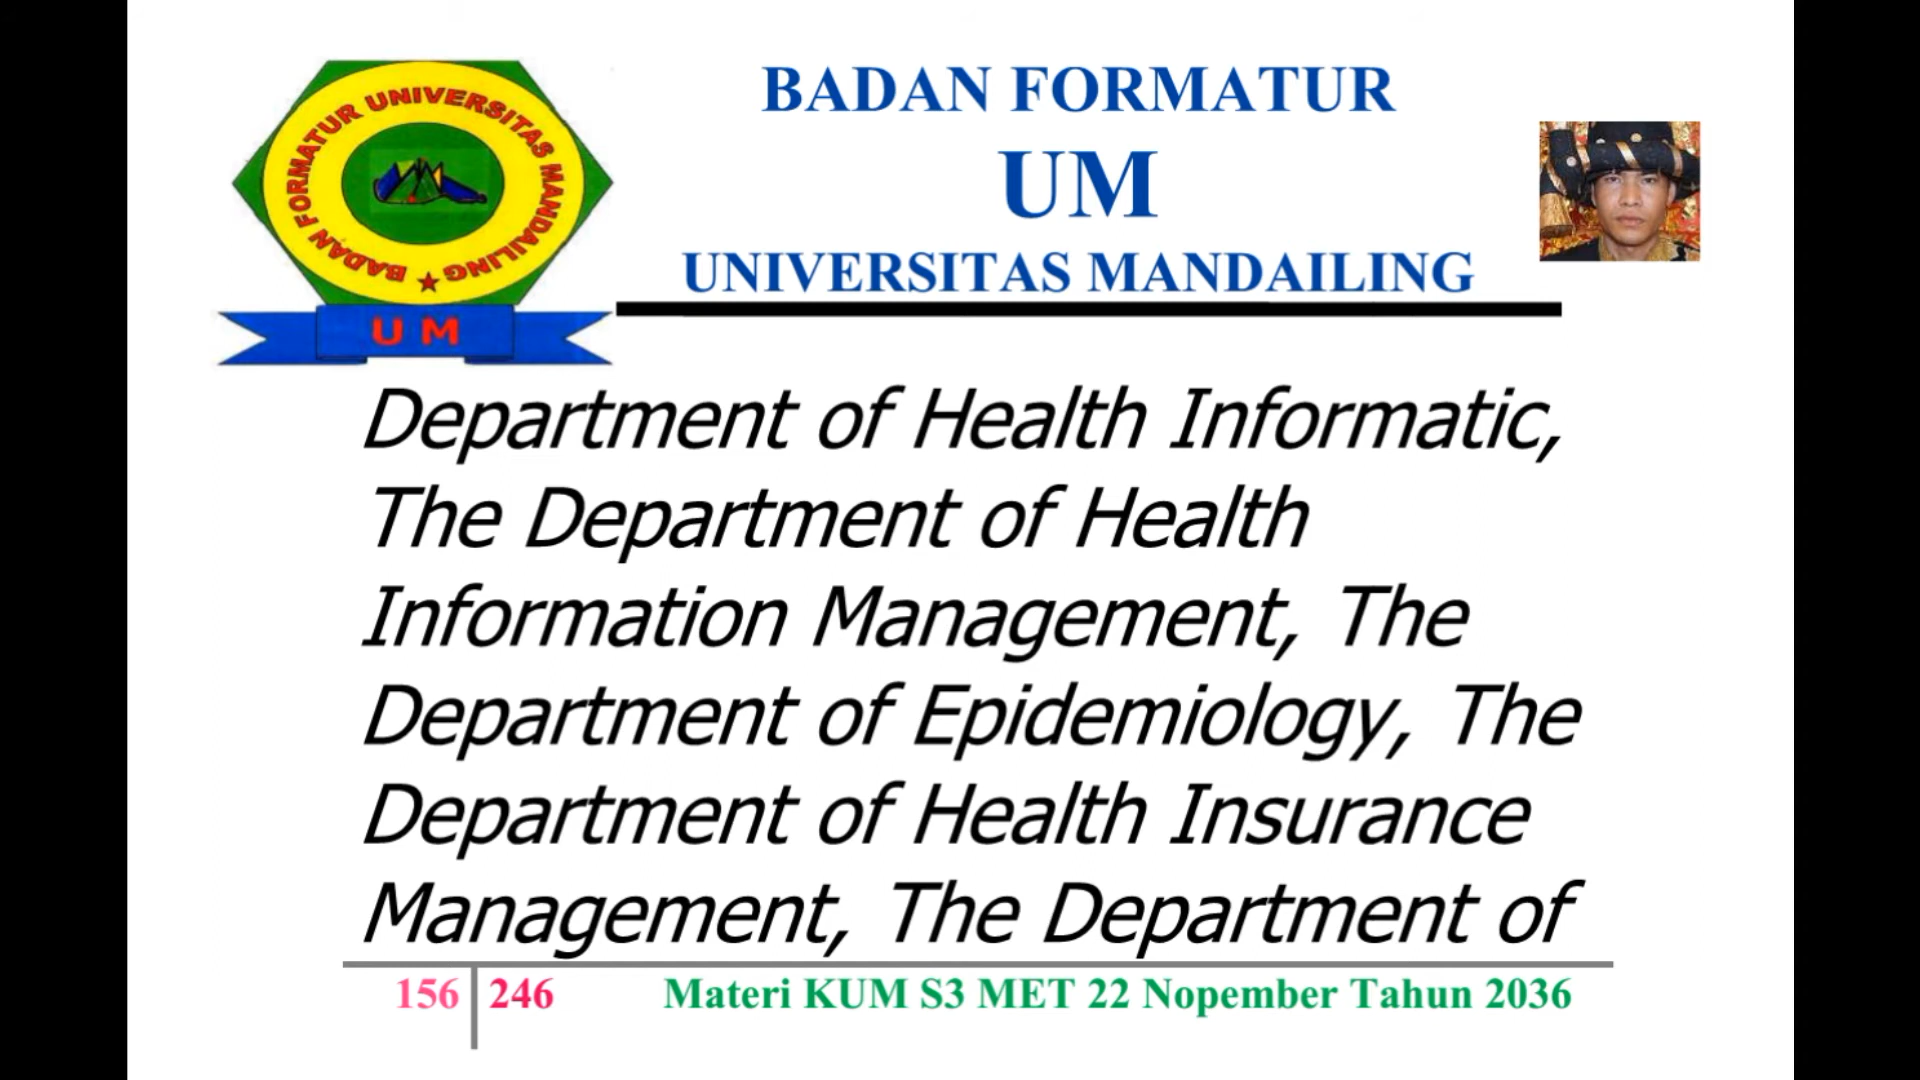 BADAN FORMATUR UNIVERSITAS MANDAILING
U M
BADAN FORMATUR
UM
UNIVERSITAS MANDAILING
Department of Health Informatic,
The Department of Health
Information Management, The
Department of Epidemiology, The
Department of Health Insurance
Management, The Department of
156 246 Materi KUM S3 MET 22 Nopember Tahun 2036